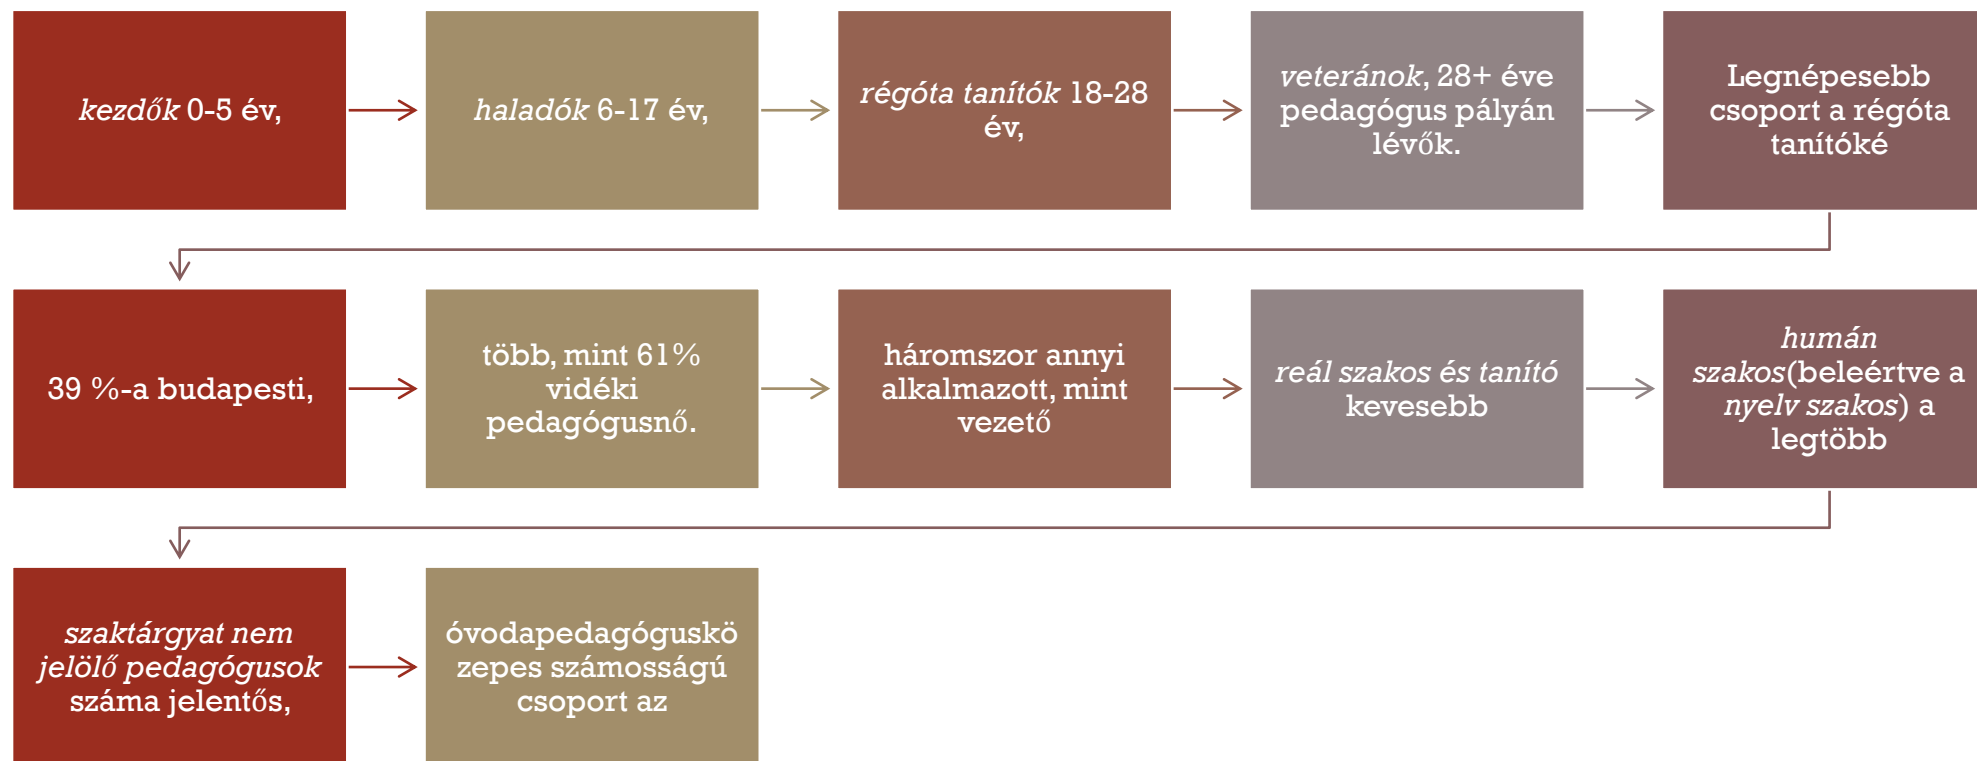 kezdők 0-5 év,
haladók 6-17 év,
régóta tanítók 18-28
év,
veteránok, 28+ éve
pedagógus pályán
lévők.
Legnépesebb
csoport a régóta
tanítóké
39 %-a budapesti,
több, mint 61%
vidéki
pedagógusnő.
háromszor annyi
alkalmazott, mint
vezető
reál szakos és tanító
kevesebb
humán
szakos(beleértve a
nyelv szakos) a
legtöbb
szaktárgyat nem
jelölő pedagógusok
száma jelentős,
óvodapedagóguskö
zepes számosságú
csoport az